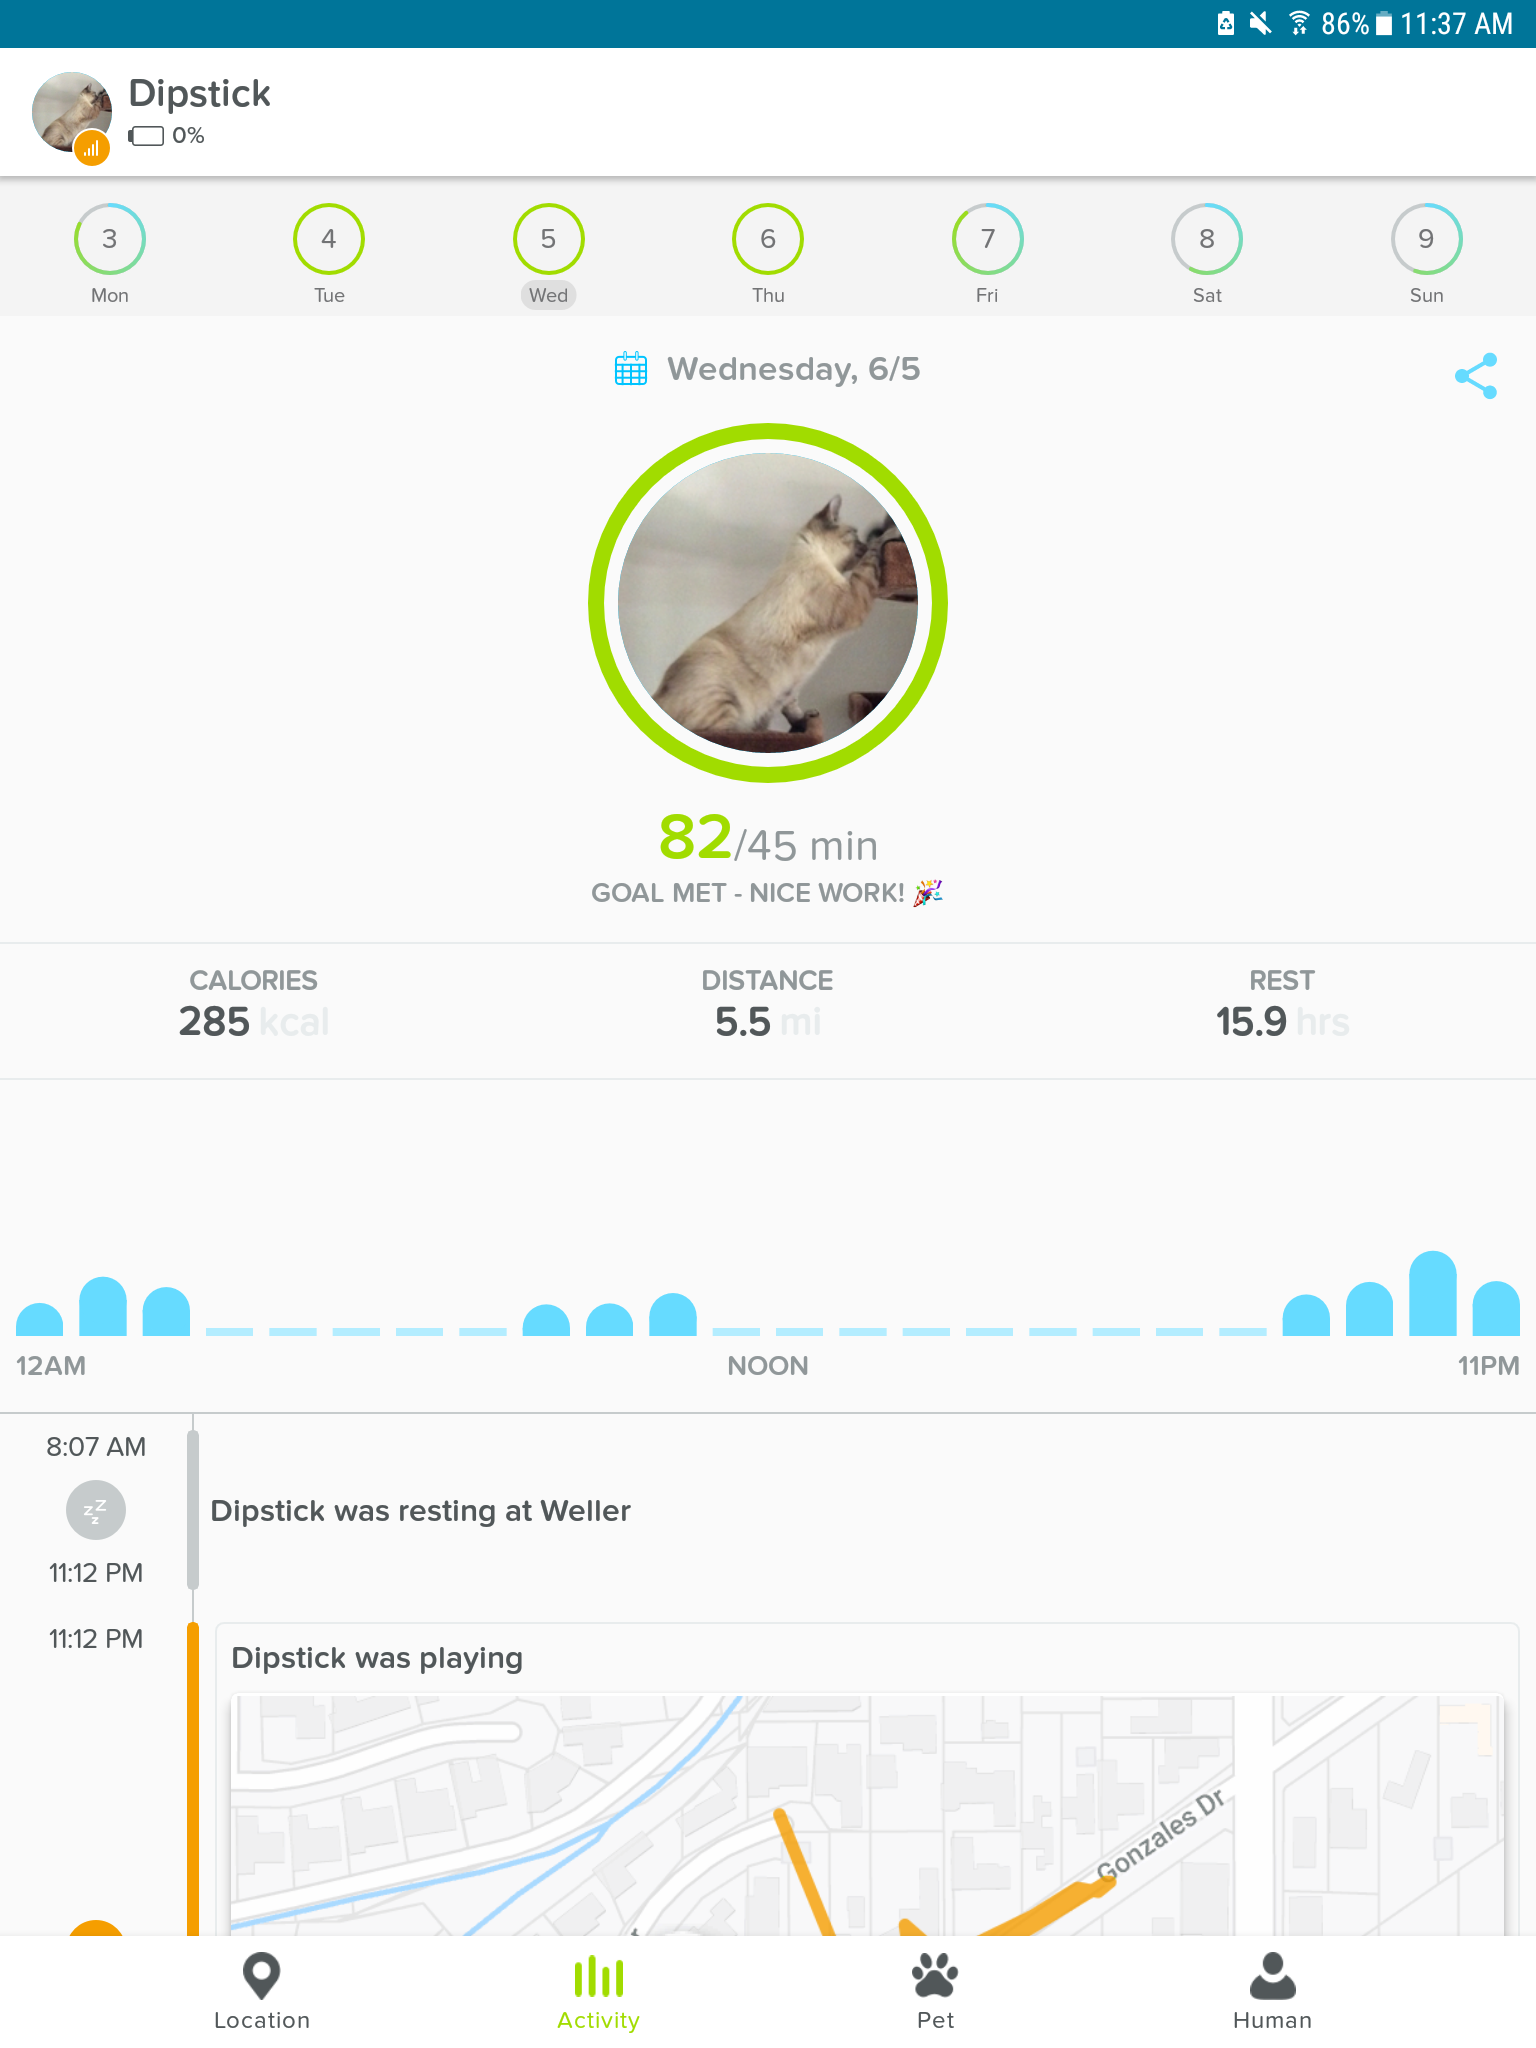 86% 11:37 AM
Dipstick
0%
3 4 5 6 7 8 9
Mon Tue Wed Thu Fri Sat Sun
Wednesday, 6/5
82/45 min
GOAL MET - NICE WORK! 🎉
CALORIES DISTANCE REST
285 kcal 5.5 mi 15.9 hrs
12AM NOON 11PM
8:07 AM
zzz
Dipstick was resting at Weller
11:12 PM
11:12 PM
Dipstick was playing
Gonzales Dr
Location Activity Pet Human